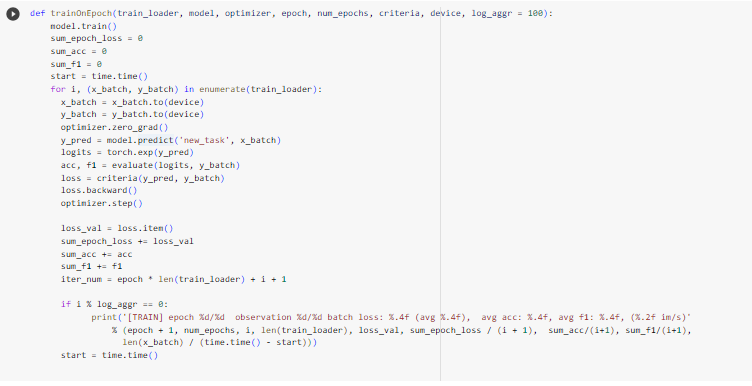 def trainOnEpoch(train_loader, model, optimizer, epoch, num_epochs, criteria, device, log_aggr = 100):
model.train()
sum_epoch_loss = 0
sum_acc = 0
sum_f1 = 0
start = time.time()
for i, (x_batch, y_batch) in enumerate(train_loader):
x_batch = x_batch.to(device)
y_batch = y_batch.to(device)
optimizer.zero_grad()
y_pred = model.predict('new_task', x_batch)
logits = torch.exp(y_pred)
acc, f1 = evaluate(logits, y_batch)
loss = criteria(y_pred, y_batch)
loss.backward()
optimizer.step()
loss_val = loss.item()
sum_epoch_loss += loss_val
sum_acc += acc
sum_f1 += f1
iter_num = epoch * len(train_loader) + i + 1
if i % log_aggr == 0:
print('[TRAIN] epoch %d/%d  observation %d/%d batch loss: %.4f (avg %.4f),  avg acc: %.4f, avg f1: %.4f, (%.2f im/s)'
% (epoch + 1, num_epochs, i, len(train_loader), loss_val, sum_epoch_loss / (i + 1),  sum_acc/(i+1), sum_f1/(i+1),
len(x_batch) / (time.time() - start)))
start = time.time()